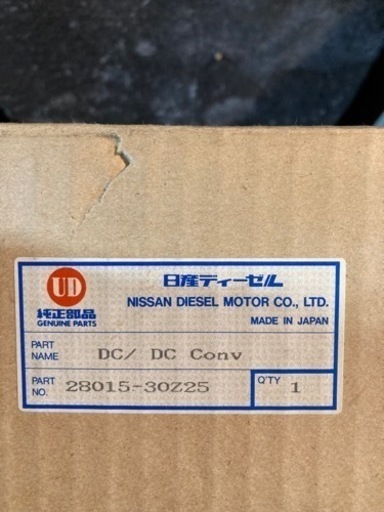 UD
日産ディーゼル
純正部品
NISSAN DIESEL MOTOR CO., LTD.
GENUINE PARTS
MADE IN JAPAN
PART NAME
DC/ DC Conv
PART NO.
28015-30Z25
Q'TY
1